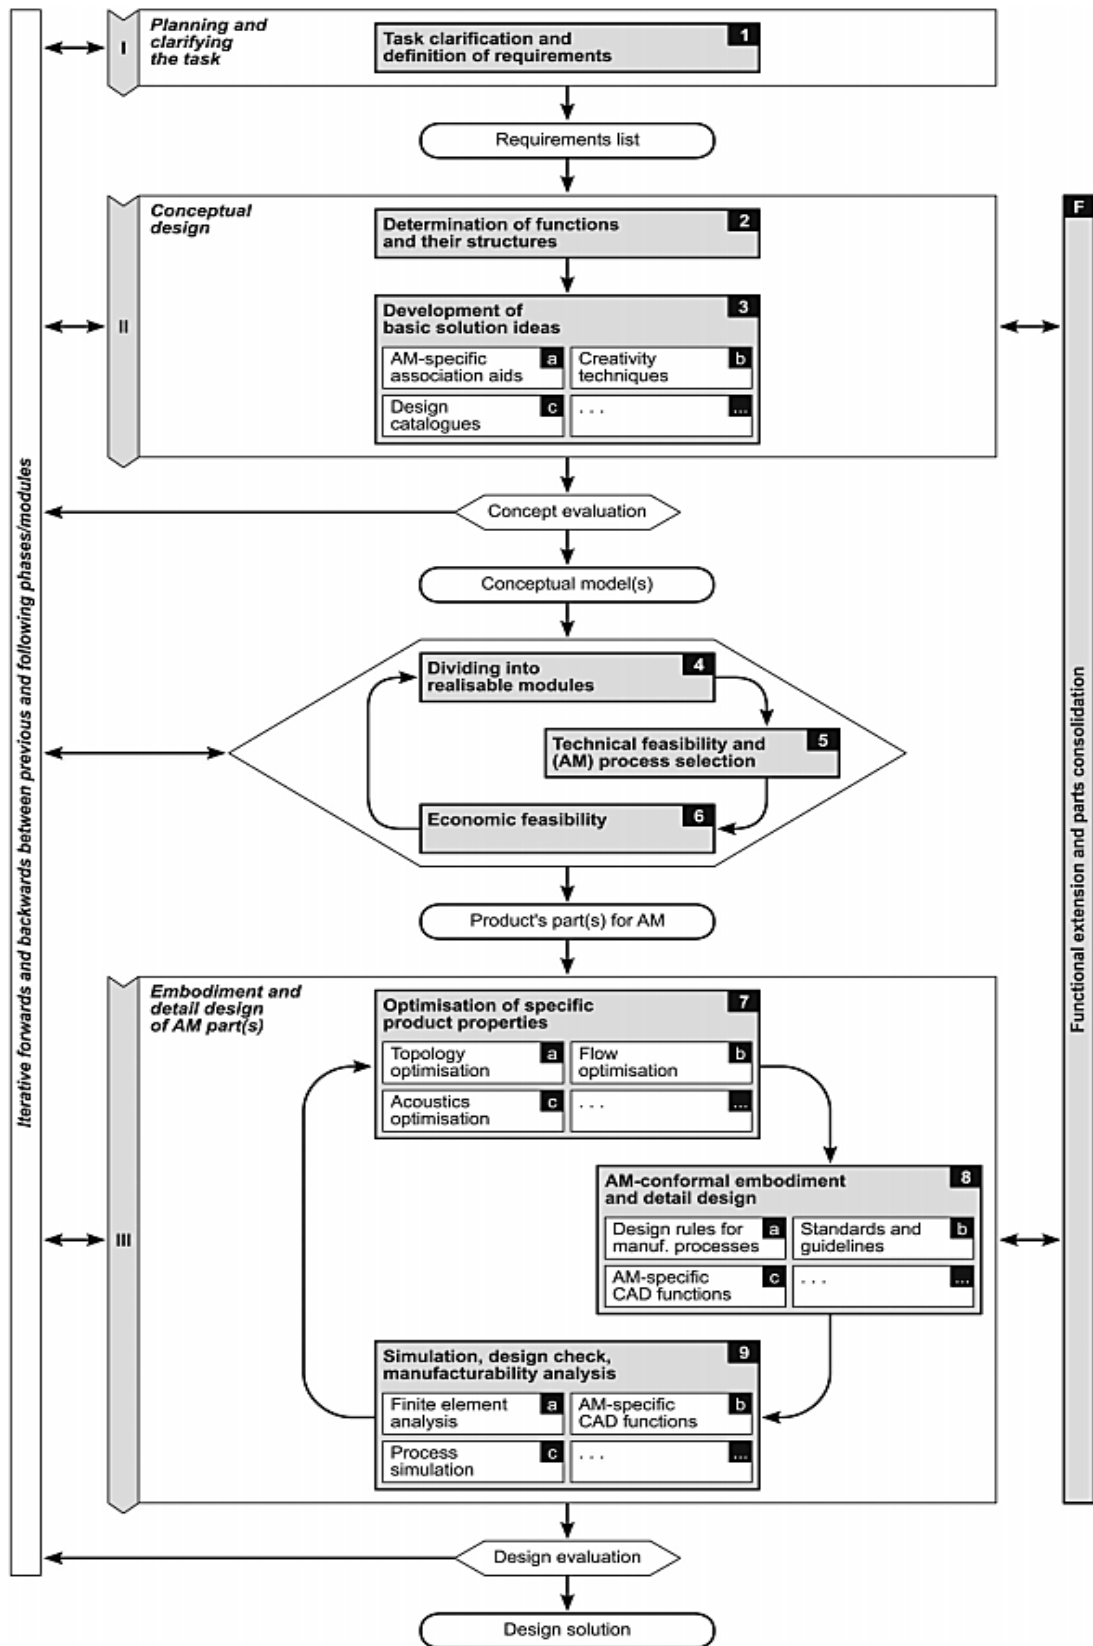 Planning and
clarifying
the task
I
Task clarification and
definition of requirements
1
Requirements list
Conceptual
design
II
Determination of functions
and their structures
2
Development of
basic solution ideas
3
AM-specific
association aids
a
Creativity
techniques
b
Design
catalogues
c
. . .
...
Concept evaluation
Conceptual model(s)
Dividing into
realisable modules
4
Technical feasibility and
(AM) process selection
5
Economic feasibility
6
Product's part(s) for AM
Embodiment and
detail design
of AM part(s)
III
Optimisation of specific
product properties
7
Topology
optimisation
a
Flow
optimisation
b
Acoustics
optimisation
c
. . .
...
AM-conformal embodiment
and detail design
8
Design rules for
manuf. processes
a
Standards and
guidelines
b
AM-specific
CAD functions
c
. . .
...
Simulation, design check,
manufacturability analysis
9
Finite element
analysis
a
AM-specific
CAD functions
b
Process
simulation
c
. . .
...
Design evaluation
Design solution
Iterative forwards and backwards between previous and following phases/modules
F
Functional extension and parts consolidation